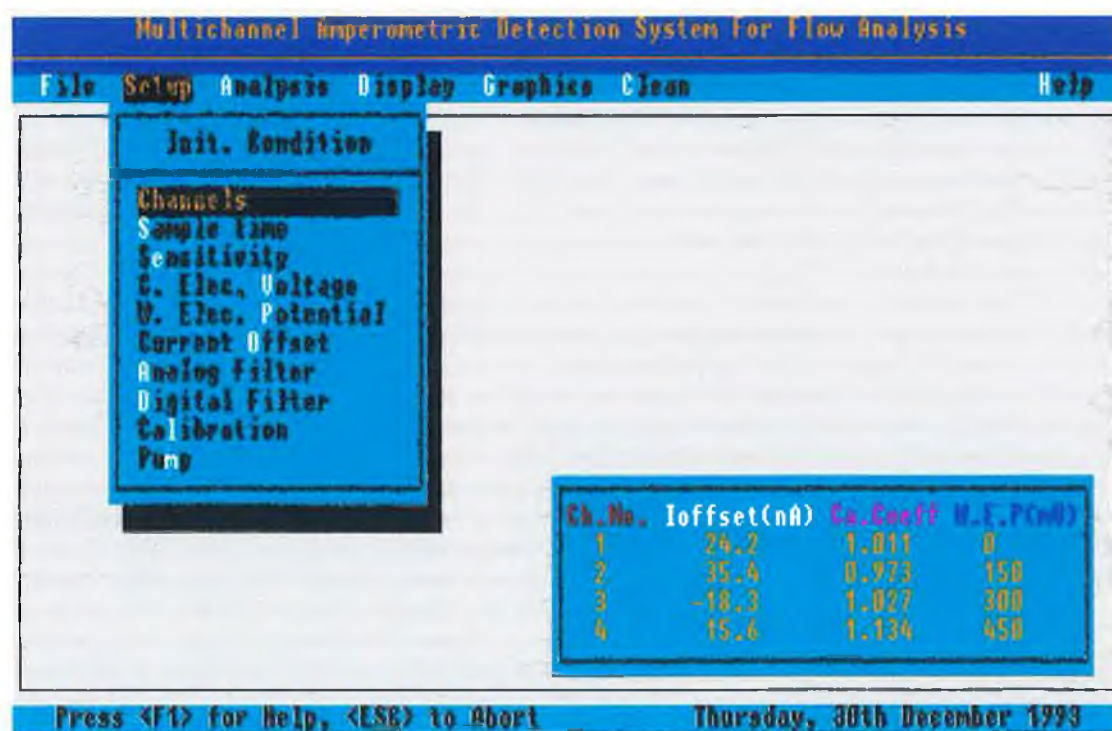 Multichannel Amperometric Detection System For Flow Analysis
File Setup Analysis Display Graphics Clean Help
Init. Kondition
Channels
Sample time
Sensitivity
C. Elec. Voltage
W. Elec. Potential
Current Offset
Analog Filter
Digital Filter
Calibration
Pump
Ch.No. Ioffset(nA) Ca.Coeff W.E.P(mV)
1 24.2 1.011 0
2 35.4 0.973 150
3 -18.3 1.027 300
4 15.6 1.134 450
Press <F1> for Help, <ESC> to Abort Thursday, 30th December 1993